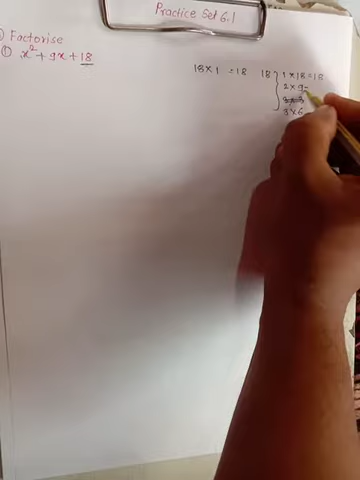 Practice Set 6.1
Factorise
① x² + 9x + 18
18 × 1 = 18
18 { 1 × 18 = 18
2 × 9
3 × 6